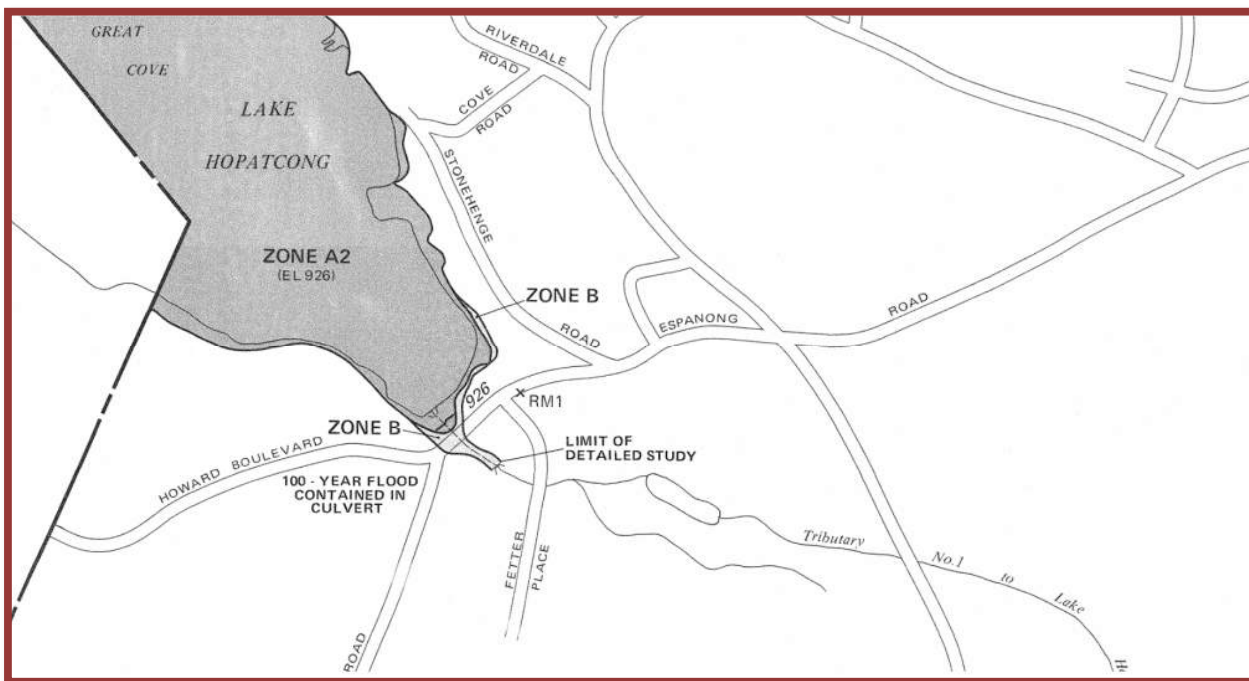 GREAT
COVE
LAKE
HOPATCONG
ZONE A2
(EL 926)
RIVERDALE
ROAD
COVE
ROAD
STONEHENGE
ROAD
ZONE B
ESPANONG
ROAD
926
RM1
ZONE B
HOWARD BOULEVARD
LIMIT OF
DETAILED STUDY
100 - YEAR FLOOD
CONTAINED IN
CULVERT
FETTER
PLACE
ROAD
Tributary
No.1
to
Lake